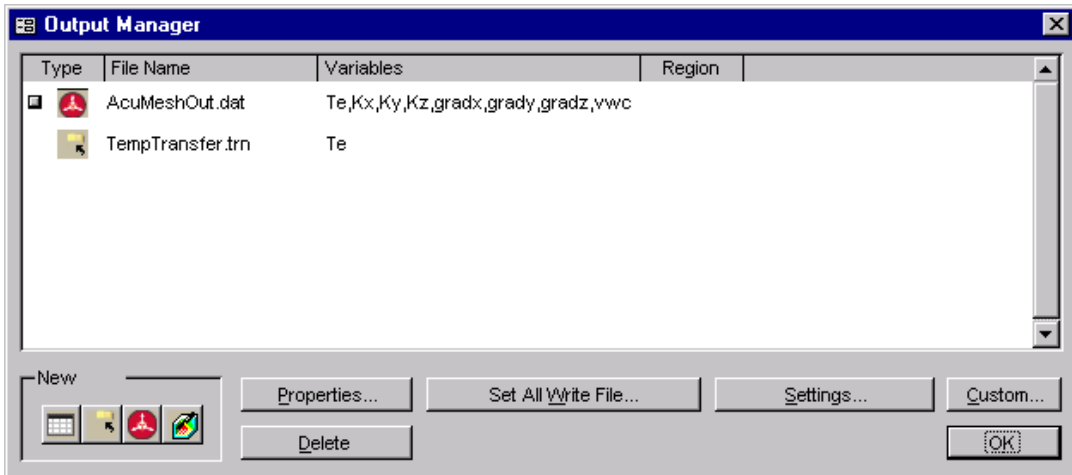 Output Manager
Type File Name Variables Region
AcuMeshOut.dat Te,Kx,Ky,Kz,gradx,grady,gradz,vwc
TempTransfer.trn Te
New
Properties... Set All Write File... Settings... Custom...
Delete OK